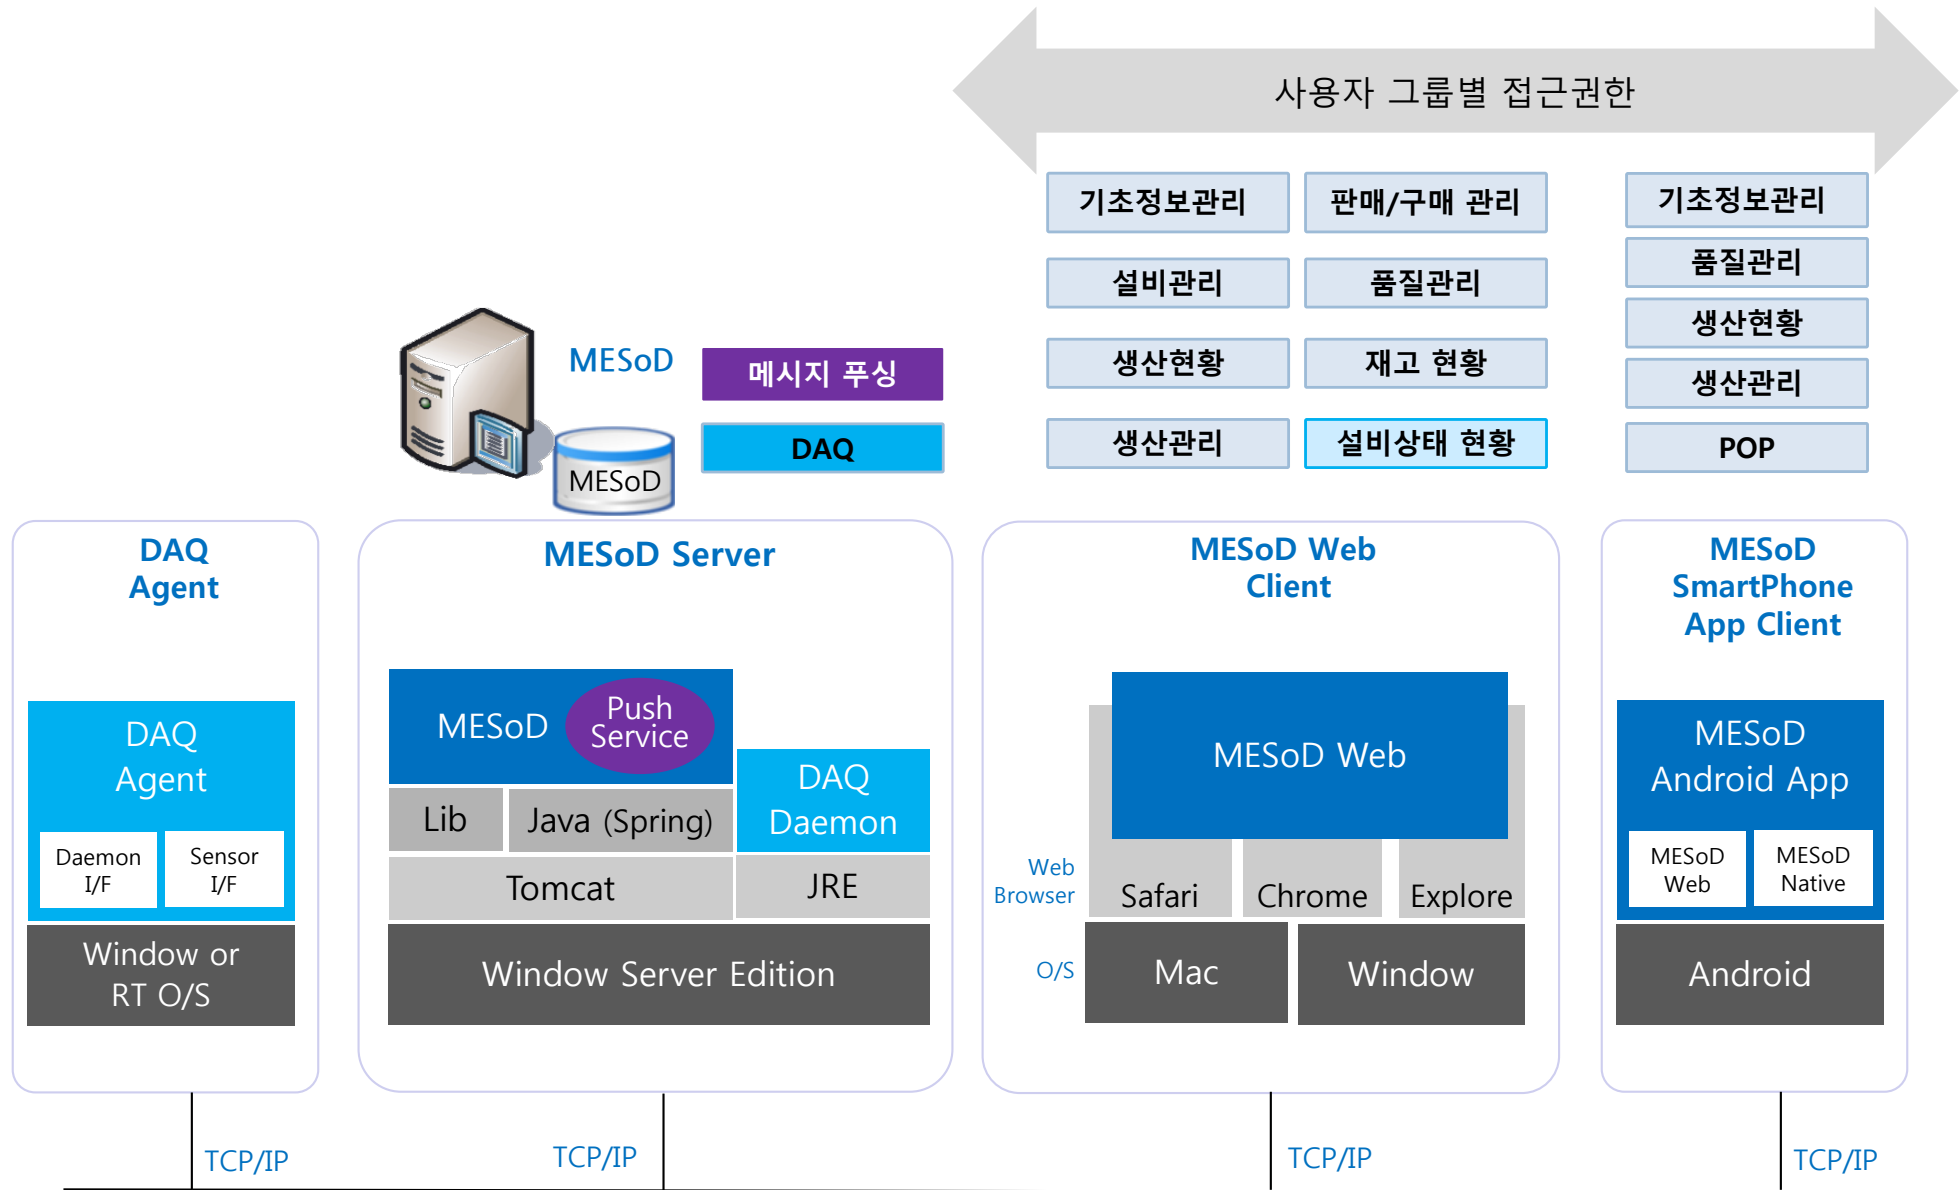 사용자 그룹별 접근권한
기초정보관리
판매/구매 관리
설비관리
품질관리
생산현황
재고 현황
생산관리
설비상태 현황
기초정보관리
품질관리
생산현황
생산관리
POP
MESoD
메시지 푸싱
DAQ
MESoD
DAQ
Agent
DAQ
Agent
Daemon
I/F
Sensor
I/F
Window or
RT O/S
MESoD Server
MESoD
Push
Service
DAQ
Daemon
Lib
Java (Spring)
Tomcat
JRE
Window Server Edition
MESoD Web
Client
MESoD Web
Web
Browser
Safari
Chrome
Explore
O/S
Mac
Window
MESoD
SmartPhone
App Client
MESoD
Android App
MESoD
Web
MESoD
Native
Android
TCP/IP
TCP/IP
TCP/IP
TCP/IP